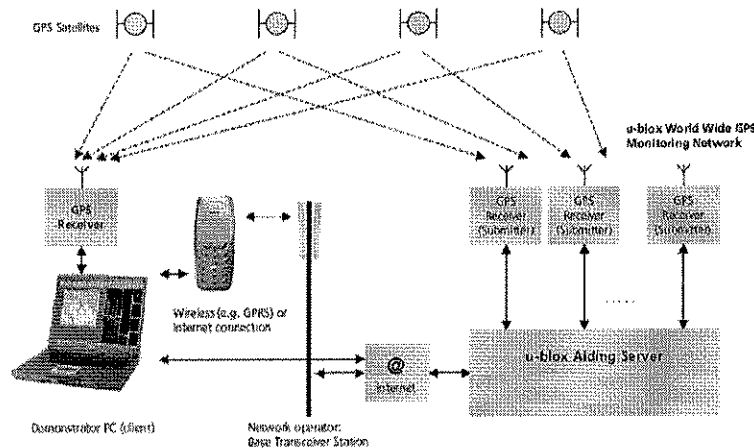 GPS Satellites
u-blox World Wide GPS
Monitoring Network
GPS
Receiver
GPS
Receiver
(Submitter)
GPS
Receiver
(Submitter)
GPS
Receiver
(Submitter)
Wireless (e.g. GPRS) or
Internet connection
.....
u-blox Aiding Server
@
Internet
Demonstrator PC (client)
Network operator:
Base Transceiver Station